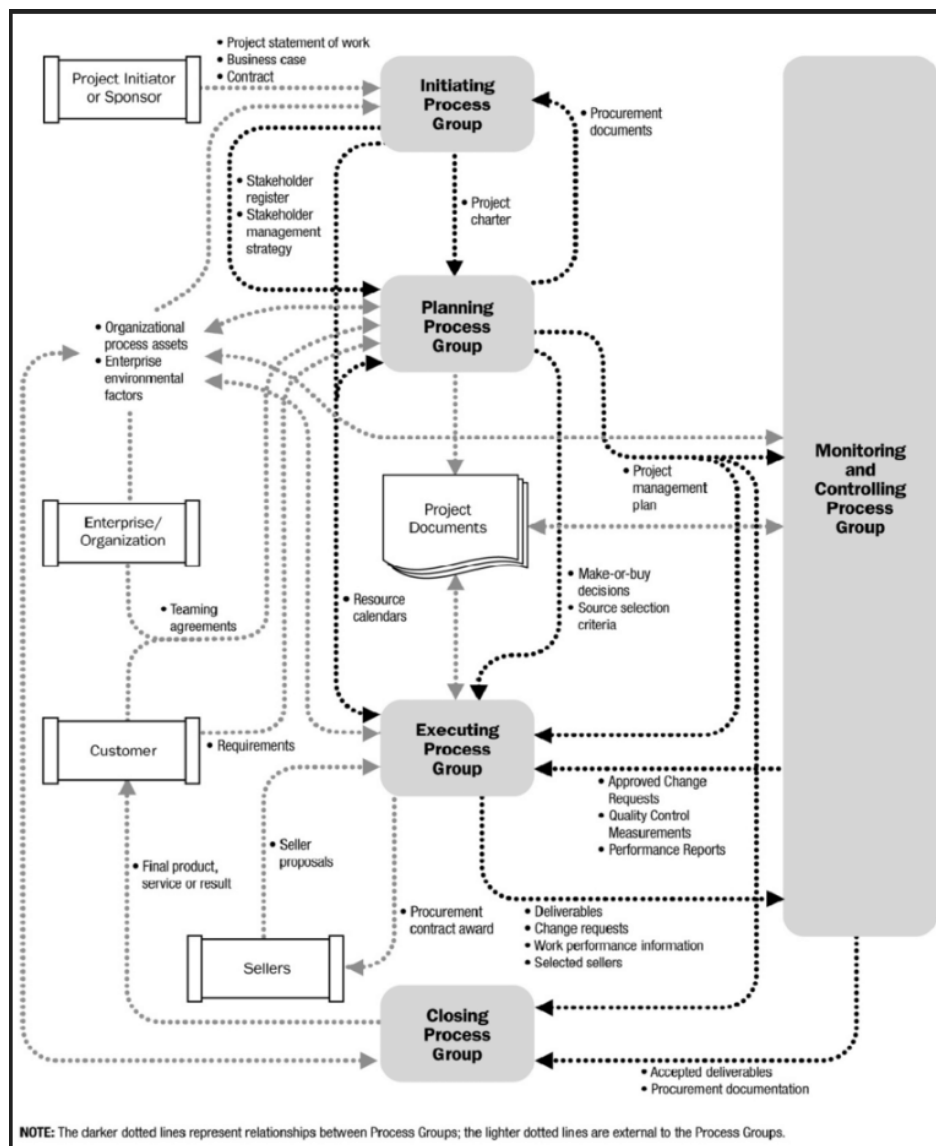 • Project statement of work
• Business case
• Contract
Project Initiator
or Sponsor
Initiating
Process
Group
• Procurement
documents
• Stakeholder
register
• Stakeholder
management
strategy
• Project
charter
Planning
Process
Group
• Organizational
process assets
• Enterprise
environmental
factors
Monitoring
and
Controlling
Process
Group
• Project
management
plan
Project
Documents
Enterprise/
Organization
• Teaming
agreements
• Resource
calendars
• Make-or-buy
decisions
• Source selection
criteria
Customer
• Requirements
Executing
Process
Group
• Approved Change
Requests
• Quality Control
Measurements
• Performance Reports
• Seller
proposals
• Final product,
service or result
• Procurement
contract award
• Deliverables
• Change requests
• Work performance information
• Selected sellers
Sellers
Closing
Process
Group
• Accepted deliverables
• Procurement documentation
NOTE: The darker dotted lines represent relationships between Process Groups; the lighter dotted lines are external to the Process Groups.